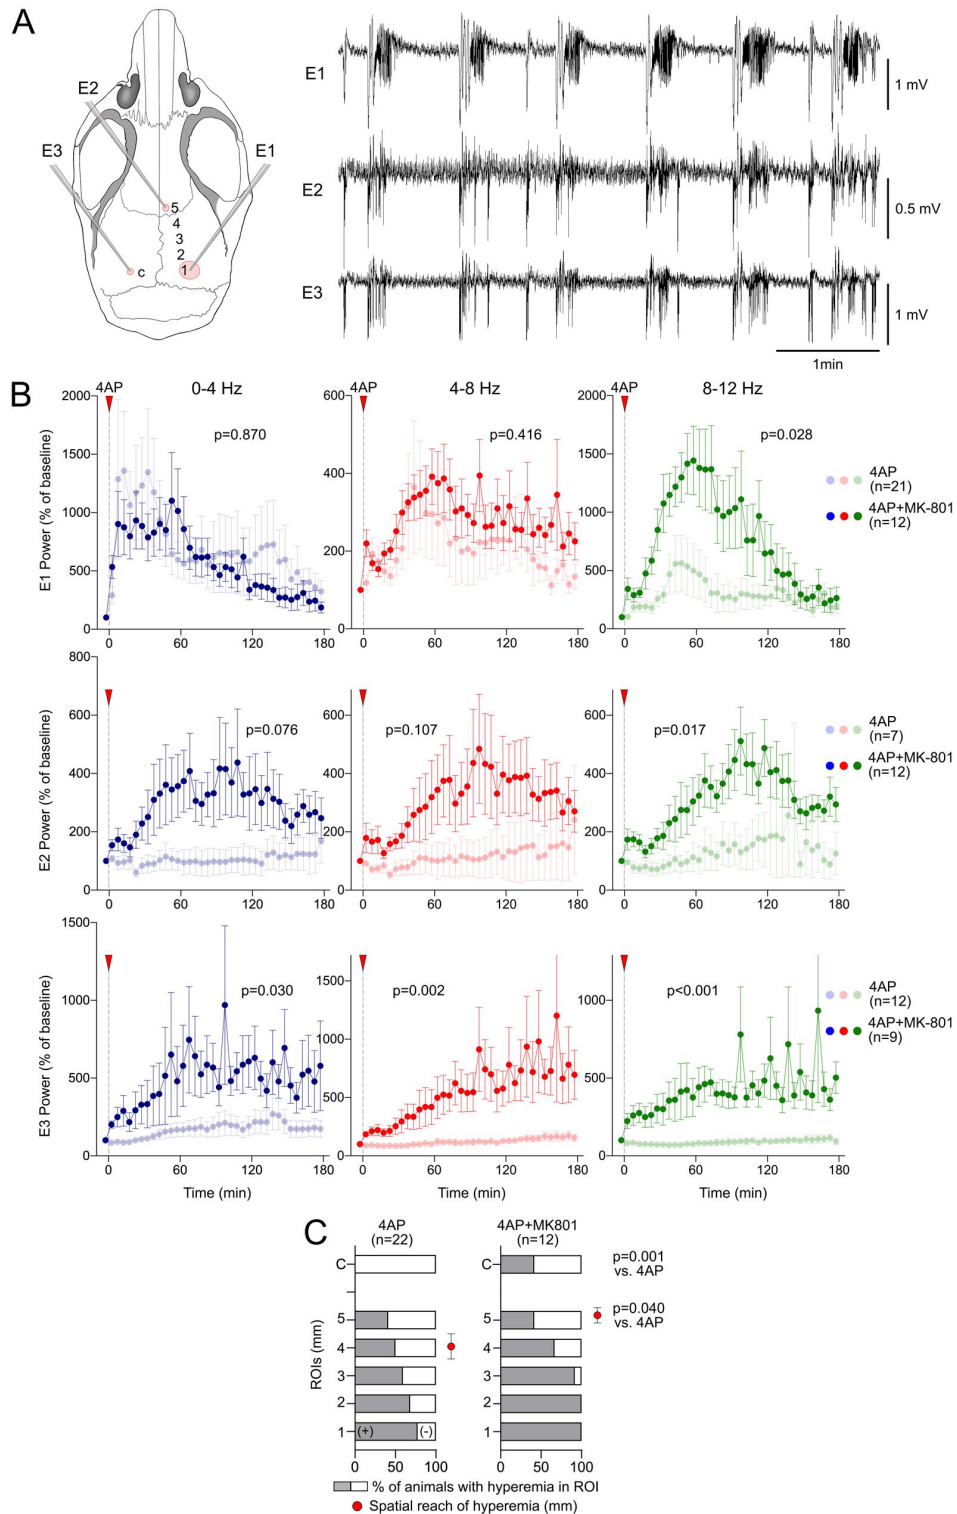 A
E2
E3
E1
5
4
3
2
1
c
E1
1 mV
E2
0.5 mV
E3
1 mV
1min
B
4AP
0-4 Hz
4AP
4-8 Hz
4AP
8-12 Hz
E1 Power (% of baseline)
2000
1500
1000
500
0
0
60
120
180
p=0.870
600
400
200
0
0
60
120
180
p=0.416
2000
1500
1000
500
0
0
60
120
180
p=0.028
4AP
(n=21)
4AP+MK-801
(n=12)
E2 Power (% of baseline)
800
600
400
200
0
0
60
120
180
p=0.076
600
400
200
0
0
60
120
180
p=0.107
600
400
200
0
0
60
120
180
p=0.017
4AP
(n=7)
4AP+MK-801
(n=12)
E3 Power (% of baseline)
1500
1000
500
0
0
60
120
180
Time (min)
p=0.030
1500
1000
500
0
0
60
120
180
Time (min)
p=0.002
1000
500
0
0
60
120
180
Time (min)
p<0.001
4AP
(n=12)
4AP+MK-801
(n=9)
C
4AP
(n=22)
4AP+MK801
(n=12)
ROIs (mm)
C
5
4
3
2
1
(+)
(-)
0
50
100
C
5
4
3
2
1
0
50
100
p=0.001
vs. 4AP
p=0.040
vs. 4AP
% of animals with hyperemia in ROI
Spatial reach of hyperemia (mm)